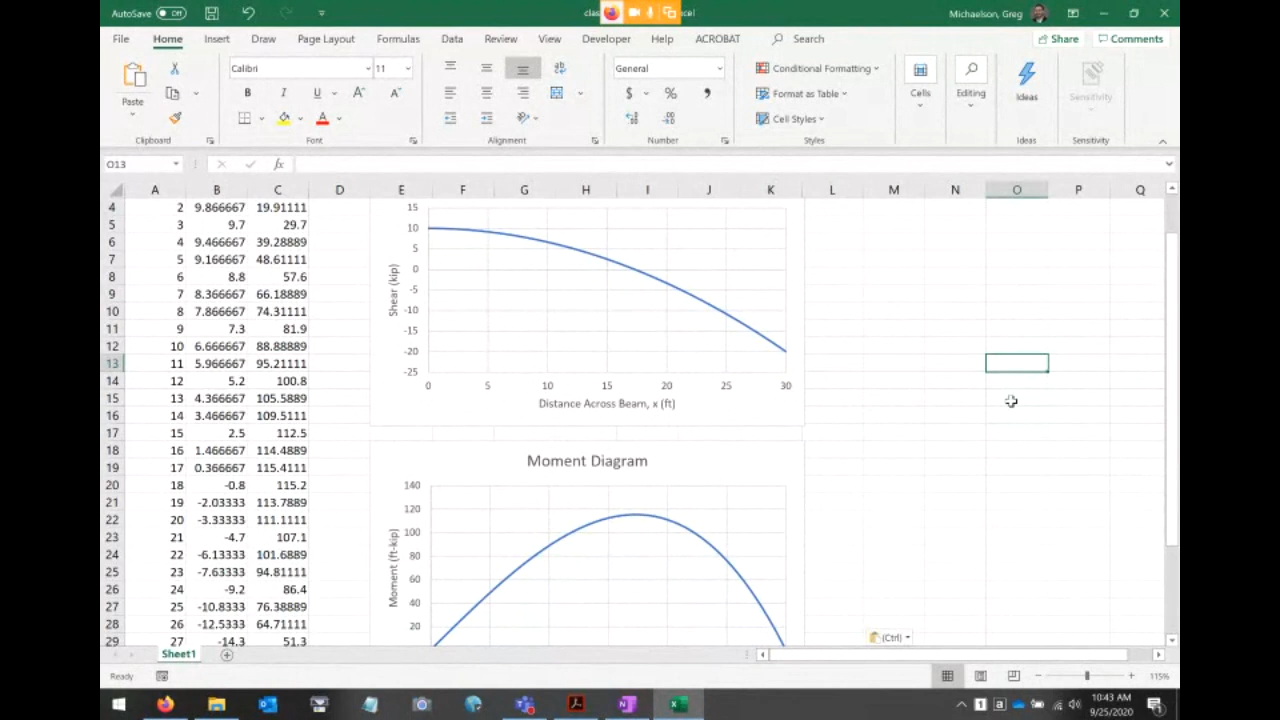 AutoSave Off
clas
cel
Michaelson, Greg
File Home Insert Draw Page Layout Formulas Data Review View Developer Help ACROBAT Search Share Comments
Paste
Calibri 11
B I U A A
A
General
$ % ,
Conditional Formatting
Format as Table
Cell Styles
Cells
Editing
Ideas
Sensitivity
Clipboard Font Alignment Number Styles Ideas Sensitivity
O13 fx
A B C D E F G H I J K L M N O P Q
4 2 9.866667 19.91111
5 3 9.7 29.7
6 4 9.466667 39.28889
7 5 9.166667 48.61111
8 6 8.8 57.6
9 7 8.366667 66.18889
10 8 7.866667 74.31111
11 9 7.3 81.9
12 10 6.666667 88.88889
13 11 5.966667 95.21111
14 12 5.2 100.8
15 13 4.366667 105.5889
16 14 3.466667 109.5111
17 15 2.5 112.5
18 16 1.466667 114.4889
19 17 0.366667 115.4111
20 18 -0.8 115.2
21 19 -2.03333 113.7889
22 20 -3.33333 111.1111
23 21 -4.7 107.1
24 22 -6.13333 101.6889
25 23 -7.63333 94.81111
26 24 -9.2 86.4
27 25 -10.8333 76.38889
28 26 -12.5333 64.71111
29 27 -14.3 51.3
Shear (kip)
15
10
5
0
-5
-10
-15
-20
-25
0 5 10 15 20 25 30
Distance Across Beam, x (ft)
Moment Diagram
Moment (ft-kip)
140
120
100
80
60
40
20
(Ctrl)
Sheet1
Ready
115%
10:43 AM
9/25/2020